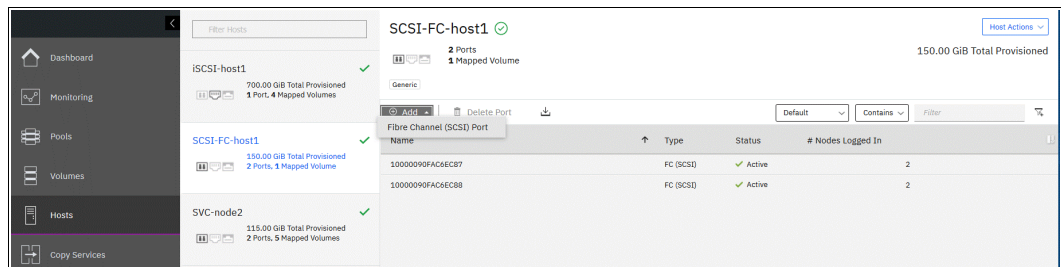 Dashboard
Monitoring
Pools
Volumes
Hosts
Copy Services
Filter Hosts
iSCSI-host1
700.00 GiB Total Provisioned
1 Port, 4 Mapped Volumes
SCSI-FC-host1
150.00 GiB Total Provisioned
2 Ports, 1 Mapped Volume
SVC-node2
115.00 GiB Total Provisioned
2 Ports, 5 Mapped Volumes
SCSI-FC-host1
Host Actions
2 Ports
1 Mapped Volume
150.00 GiB Total Provisioned
Generic
Add
Delete Port
Default
Contains
Filter
Fibre Channel (SCSI) Port
Name Type Status # Nodes Logged In
10000090FAC6EC87 FC (SCSI) Active 2
10000090FAC6EC88 FC (SCSI) Active 2